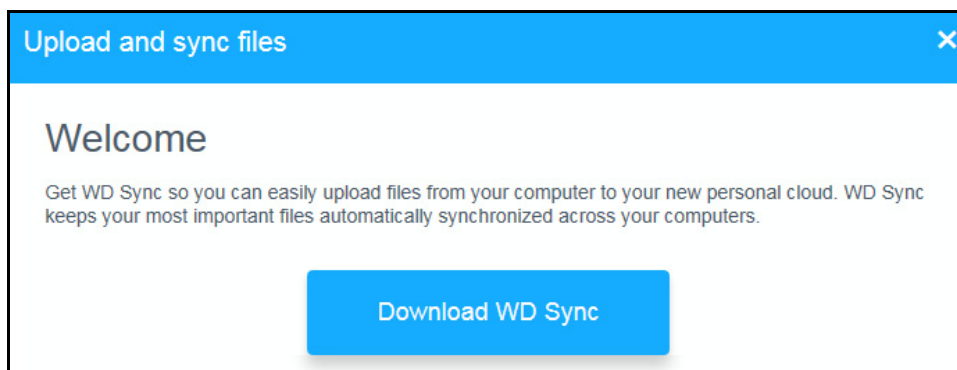 Upload and sync files
Welcome
Get WD Sync so you can easily upload files from your computer to your new personal cloud. WD Sync
keeps your most important files automatically synchronized across your computers.
Download WD Sync